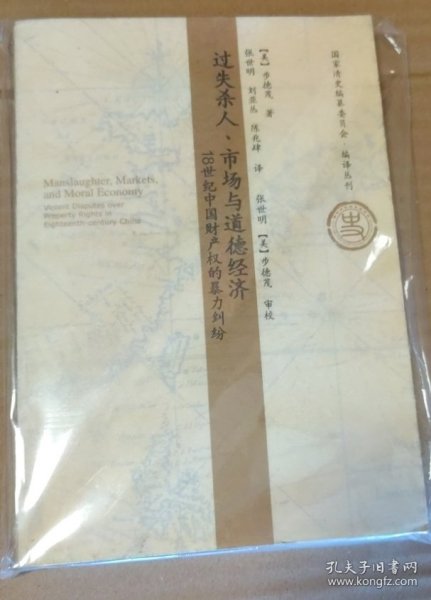 国家清史编纂委员会 编译丛刊
【美】步德茂 著
张世明 刘亚丛 陈兆肆 译
张世明 【美】步德茂 审校
过失杀人、市场与道德经济
18世纪中国财产权的暴力纠纷
Manslaughter, Markets,
and Moral Economy
Violent Disputes over
Property Rights in
Eighteenth-century China
孔夫子旧书网
www.kongfz.com